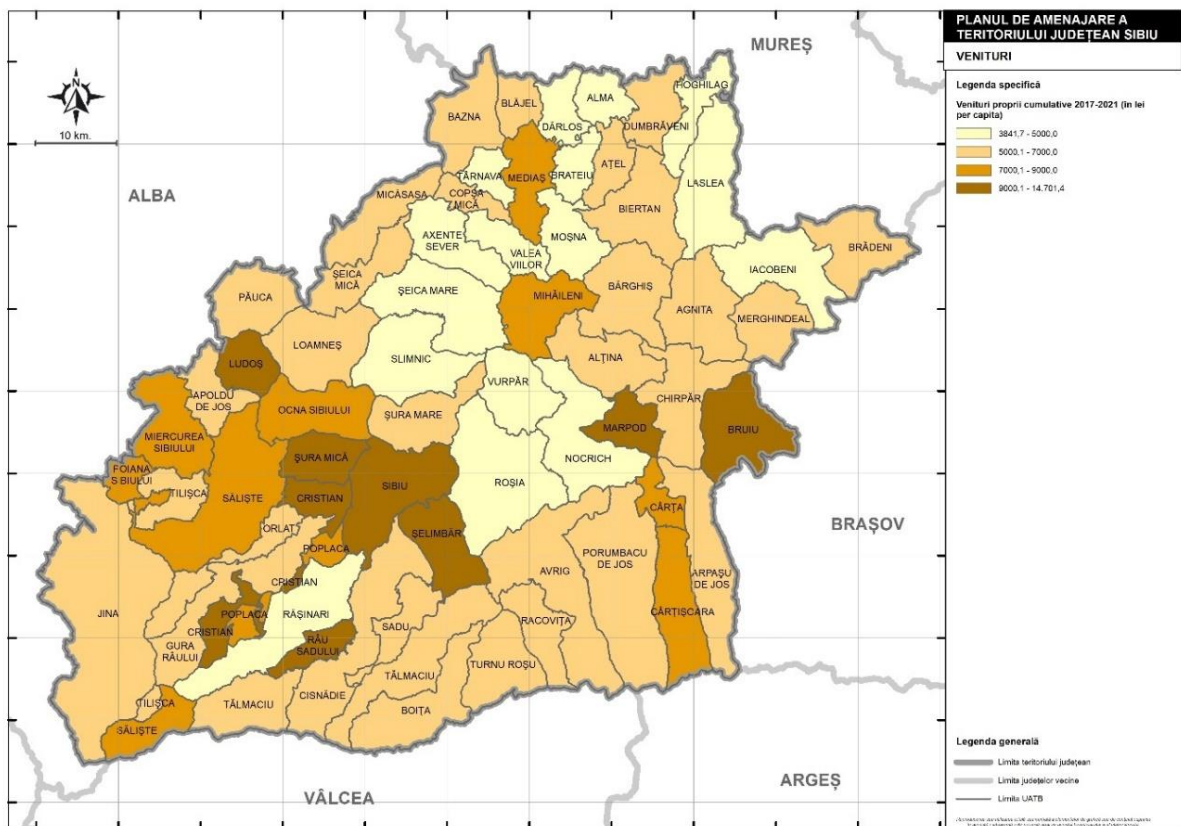 PLANUL DE AMENAJARE A
TERITORIULUI JUDEȚEAN SIBIU
VENITURI
Legenda specifică
Venituri proprii cumulative 2017-2021 (în lei
per capita)
3841,7 - 5000,0
5000,1 - 7000,0
7000,1 - 9000,0
9000,1 - 14.701,4
N
10 km.
MUREȘ
ALBA
BRAȘOV
ARGEȘ
VÂLCEA
HOGHILAG
BLĂJEL
ALMA
BAZNA
DÂRLOS
DUMBRĂVENI
AȚEL
TÂRNAVA
MEDIAȘ
BRATEIU
LASLEA
MICĂSASA
COPȘA
MICĂ
BIERTAN
AXENTE
SEVER
MOȘNA
VALEA
VIILOR
BRĂDENI
IACOBENI
ȘEICA
MICĂ
ȘEICA MARE
MIHĂILENI
BÂRGHIȘ
PĂUCA
AGNITA
MERGHINDEAL
LOAMNEȘ
SLIMNIC
ALȚINA
LUDOȘ
VURPĂR
APOLDU
DE JOS
OCNA SIBIULUI
ȘURA MARE
CHIRPĂR
MARPOD
BRUIU
MIERCUREA
SIBIULUI
ȘURA MICĂ
NOCRICH
FOIANA
SIBIULUI
SIBIU
ROȘIA
TILIȘCA
SĂLIȘTE
CRISTIAN
CÂRȚA
ORLAT
ȘELIMBĂR
POPLACA
PORUMBACU
DE JOS
AVRIG
ARPAȘU
DE JOS
CRISTIAN
JINA
POPLACA
RĂȘINARI
CÂRȚIȘOARA
RACOVIȚA
SADU
CRISTIAN
RÂU
SADULUI
GURA
RÂULUI
TURNU ROȘU
TĂLMACIU
CISNĂDIE
TILIȘCA
TĂLMACIU
BOIȚA
SĂLIȘTE
Legenda generală
Limita teritoriului județean
Limita județelor vecine
Limita UATB